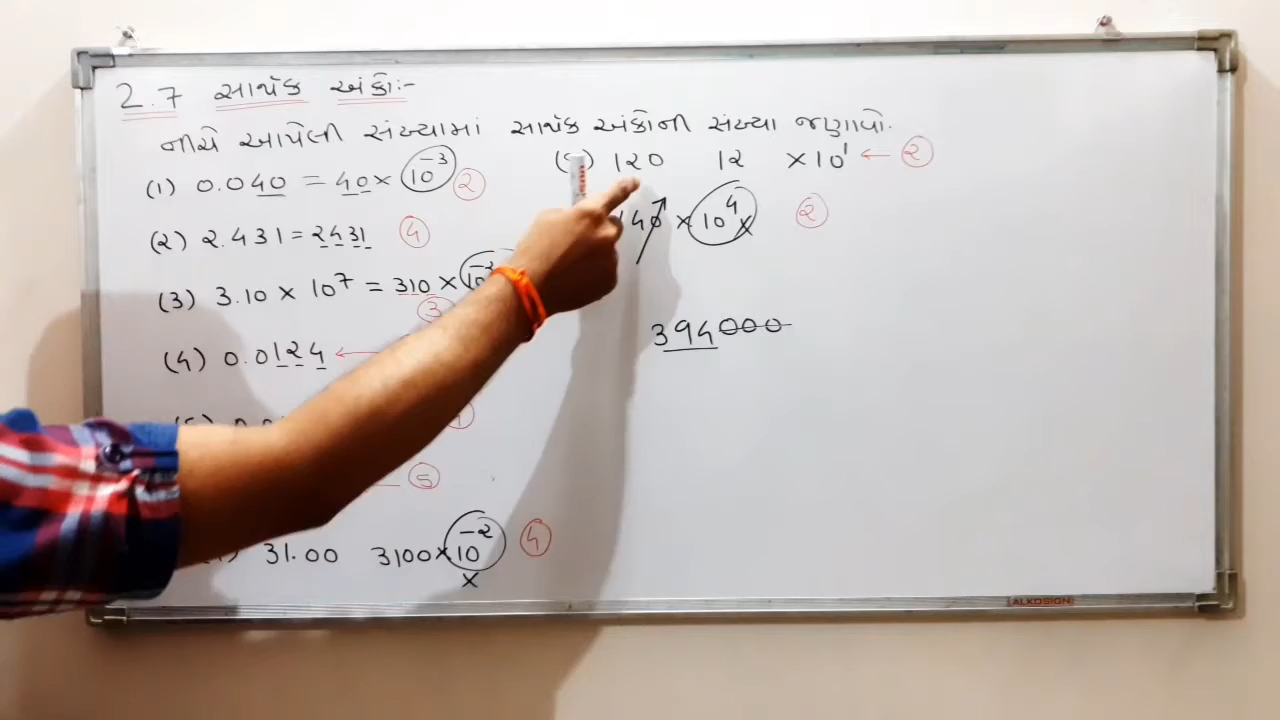 2.7 સાર્થક અંકો:-
નીચે આપેલી સંખ્યામાં સાર્થક અંકોની સંખ્યા જણાવો.
(1) 0.040 = 40 × 10⁻³ ②
(2) 2.431 = 2431 ④
(3) 3.10 × 10⁷ = 310 ×
③
(4) 0.0124 ←
⑤
31.00 3100 × 10⁻² ④
×
120 12 × 10¹ ← ②
140 × 10⁴ × ②
394000
ALKOSIGN